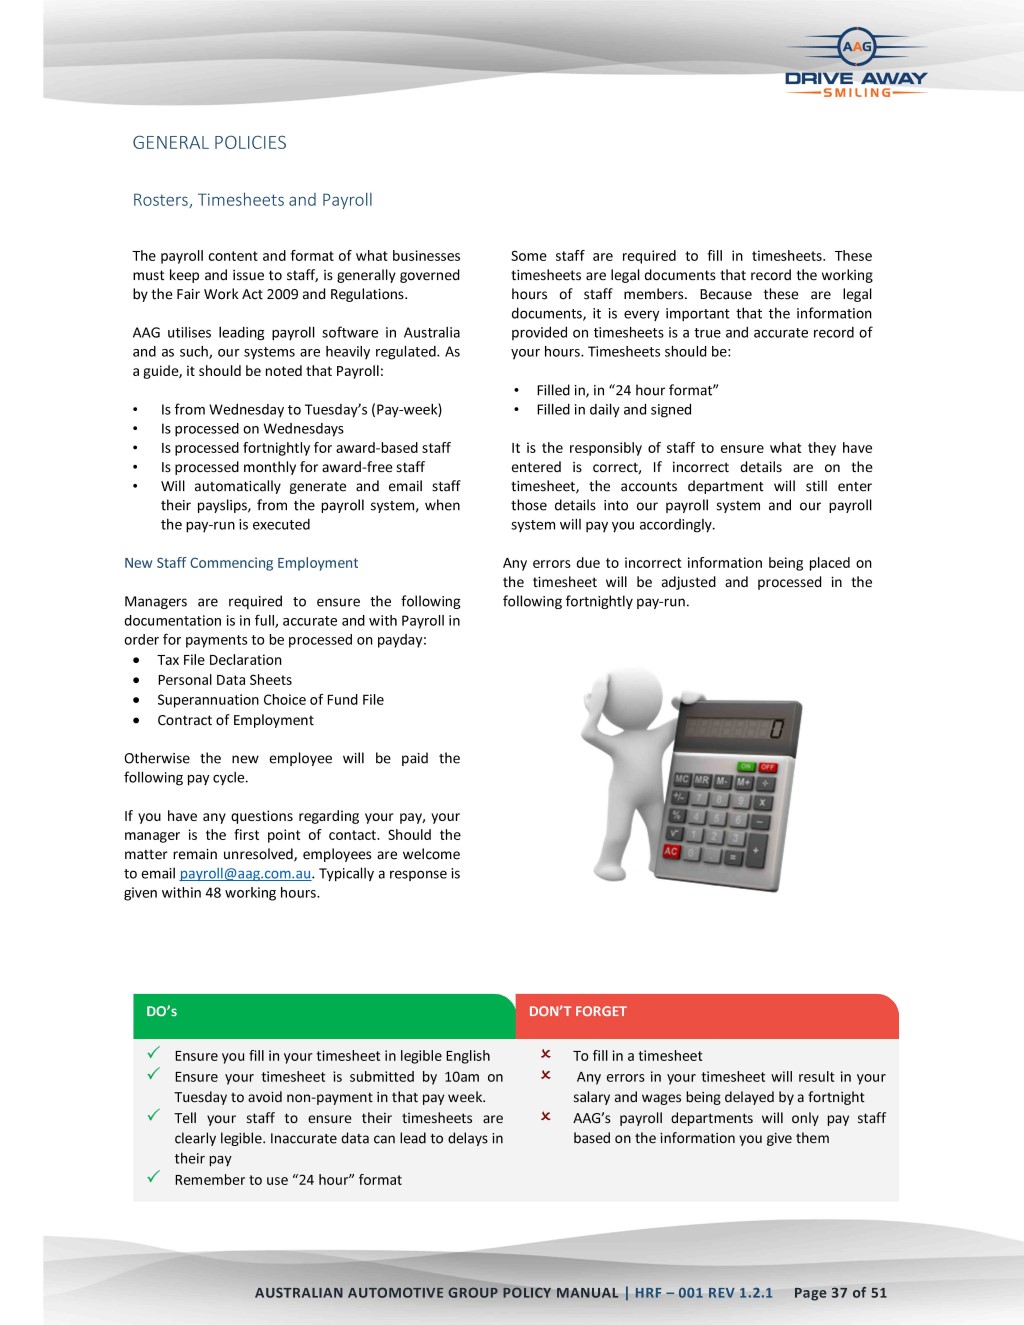 AAG
DRIVE AWAY
SMILING
GENERAL POLICIES
Rosters, Timesheets and Payroll
The payroll content and format of what businesses
must keep and issue to staff, is generally governed
by the Fair Work Act 2009 and Regulations.
AAG utilises leading payroll software in Australia
and as such, our systems are heavily regulated. As
a guide, it should be noted that Payroll:
• Is from Wednesday to Tuesday’s (Pay-week)
• Is processed on Wednesdays
• Is processed fortnightly for award-based staff
• Is processed monthly for award-free staff
• Will automatically generate and email staff
their payslips, from the payroll system, when
the pay-run is executed
New Staff Commencing Employment
Managers are required to ensure the following
documentation is in full, accurate and with Payroll in
order for payments to be processed on payday:
• Tax File Declaration
• Personal Data Sheets
• Superannuation Choice of Fund File
• Contract of Employment
Otherwise the new employee will be paid the
following pay cycle.
If you have any questions regarding your pay, your
manager is the first point of contact. Should the
matter remain unresolved, employees are welcome
to email payroll@aag.com.au. Typically a response is
given within 48 working hours.
Some staff are required to fill in timesheets. These
timesheets are legal documents that record the working
hours of staff members. Because these are legal
documents, it is every important that the information
provided on timesheets is a true and accurate record of
your hours. Timesheets should be:
• Filled in, in “24 hour format”
• Filled in daily and signed
It is the responsibly of staff to ensure what they have
entered is correct, If incorrect details are on the
timesheet, the accounts department will still enter
those details into our payroll system and our payroll
system will pay you accordingly.
Any errors due to incorrect information being placed on
the timesheet will be adjusted and processed in the
following fortnightly pay-run.
0
ON OFF
MC MR M- M+ ÷
+/- 7 8 9 x
% 4 5 6 −
√ 1 2 3 +
AC 0 . =
DO’s
✓ Ensure you fill in your timesheet in legible English
✓ Ensure your timesheet is submitted by 10am on
Tuesday to avoid non-payment in that pay week.
✓ Tell your staff to ensure their timesheets are
clearly legible. Inaccurate data can lead to delays in
their pay
✓ Remember to use “24 hour” format
DON’T FORGET
✗ To fill in a timesheet
✗ Any errors in your timesheet will result in your
salary and wages being delayed by a fortnight
✗ AAG’s payroll departments will only pay staff
based on the information you give them
AUSTRALIAN AUTOMOTIVE GROUP POLICY MANUAL | HRF – 001 REV 1.2.1 Page 37 of 51